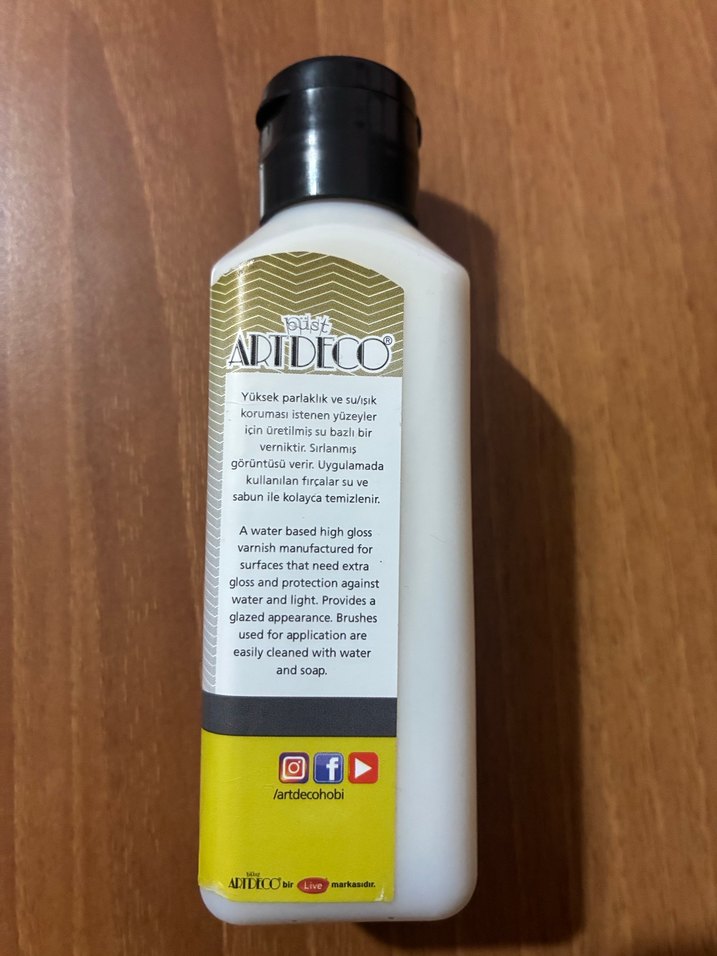 büst
ARTDECO®
Yüksek parlaklık ve su/ışık
koruması istenen yüzeyler
için üretilmiş su bazlı bir
verniktir. Sırlanmış
görüntüsü verir. Uygulamada
kullanılan fırçalar su ve
sabun ile kolayca temizlenir.
A water based high gloss
varnish manufactured for
surfaces that need extra
gloss and protection against
water and light. Provides a
glazed appearance. Brushes
used for application are
easily cleaned with water
and soap.
/artdecohobi
büst
ARTDECO bir Live markasıdır.